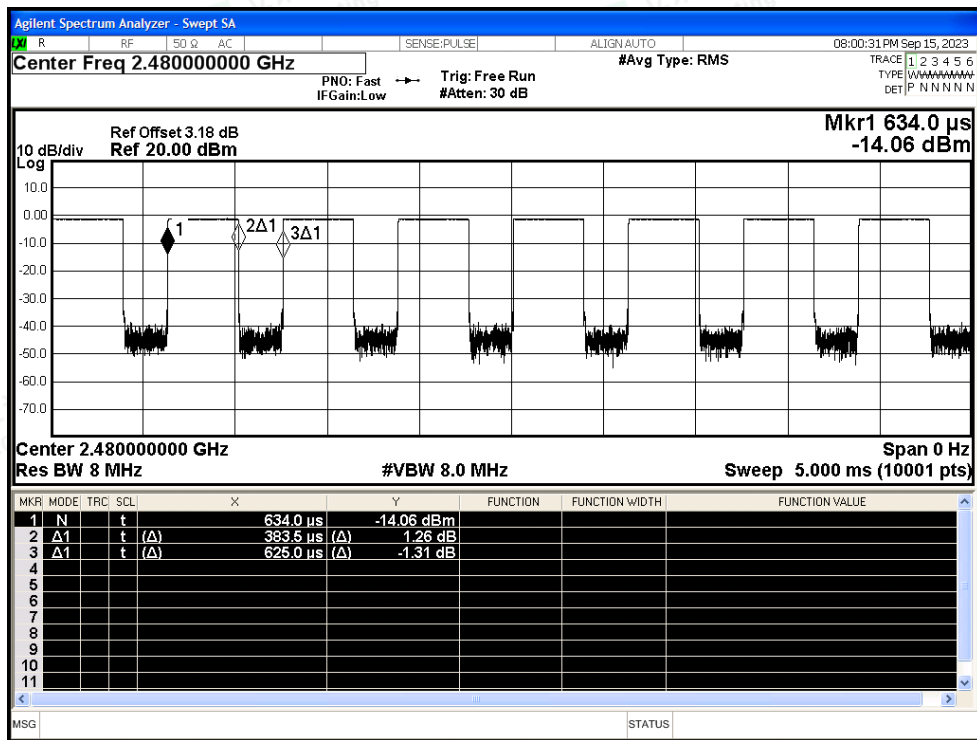 Agilent Spectrum Analyzer - Swept SA
LXI R RF 50 Ω AC SENSE:PULSE ALIGN AUTO 08:00:31 PM Sep 15, 2023
Center Freq 2.480000000 GHz #Avg Type: RMS TRACE 1 2 3 4 5 6
PNO: Fast Trig: Free Run TYPE WWWWWW
IFGain:Low #Atten: 30 dB DET P N N N N N
Mkr1 634.0 µs
-14.06 dBm
Ref Offset 3.18 dB
10 dB/div Ref 20.00 dBm
Log
10.0
0.00
1 2Δ1 3Δ1
-10.0
-20.0
-30.0
-40.0
-50.0
-60.0
-70.0
Center 2.480000000 GHz Span 0 Hz
Res BW 8 MHz #VBW 8.0 MHz Sweep 5.000 ms (10001 pts)
MKR MODE TRC SCL X Y FUNCTION FUNCTION WIDTH FUNCTION VALUE
1 N t 634.0 µs -14.06 dBm
2 Δ1 t (Δ) 383.5 µs (Δ) 1.26 dB
3 Δ1 t (Δ) 625.0 µs (Δ) -1.31 dB
4
5
6
7
8
9
10
11
MSG STATUS